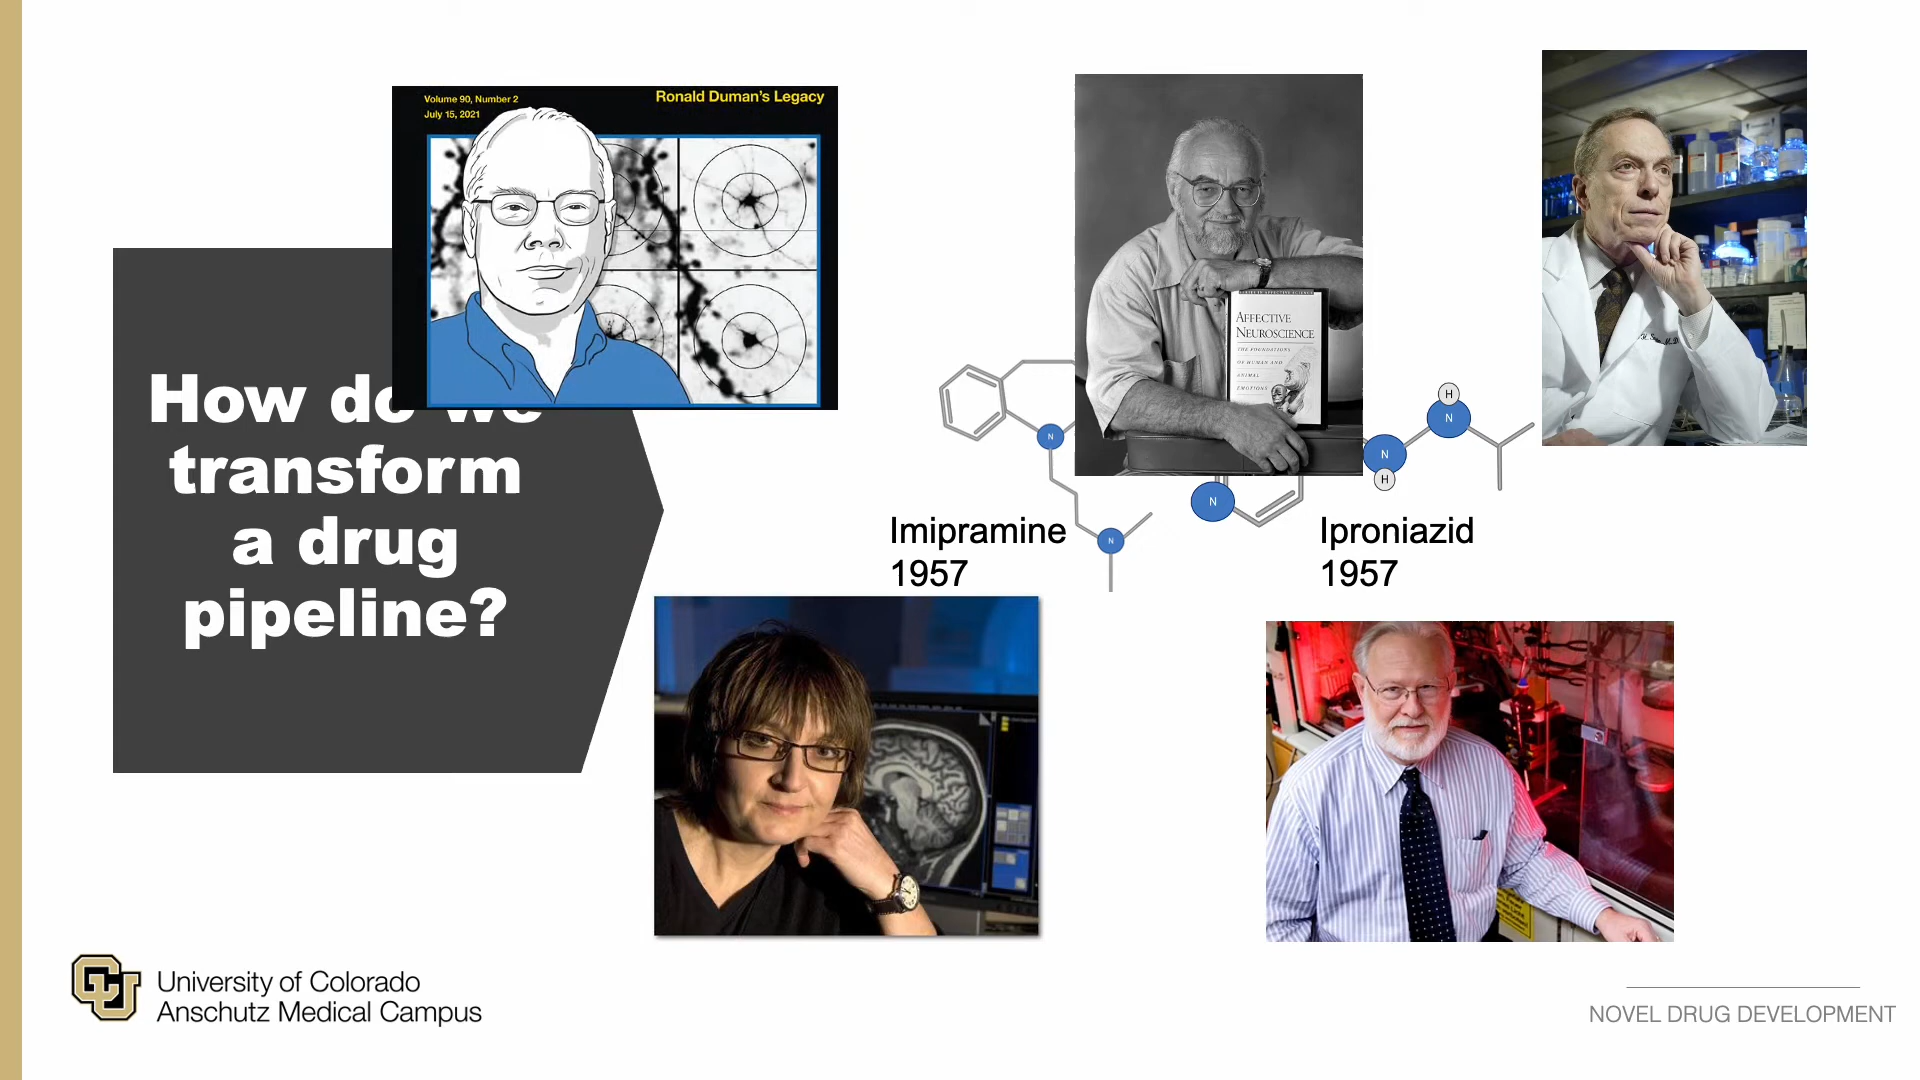 Volume 90, Number 2
July 15, 2021
Ronald Duman's Legacy
How do we
transform
a drug
pipeline?
AFFECTIVE
NEUROSCIENCE
THE FOUNDATIONS
OF HUMAN AND
ANIMAL
EMOTIONS
N
N
N
N
H
N
H
Imipramine
1957
Iproniazid
1957
University of Colorado
Anschutz Medical Campus
NOVEL DRUG DEVELOPMENT